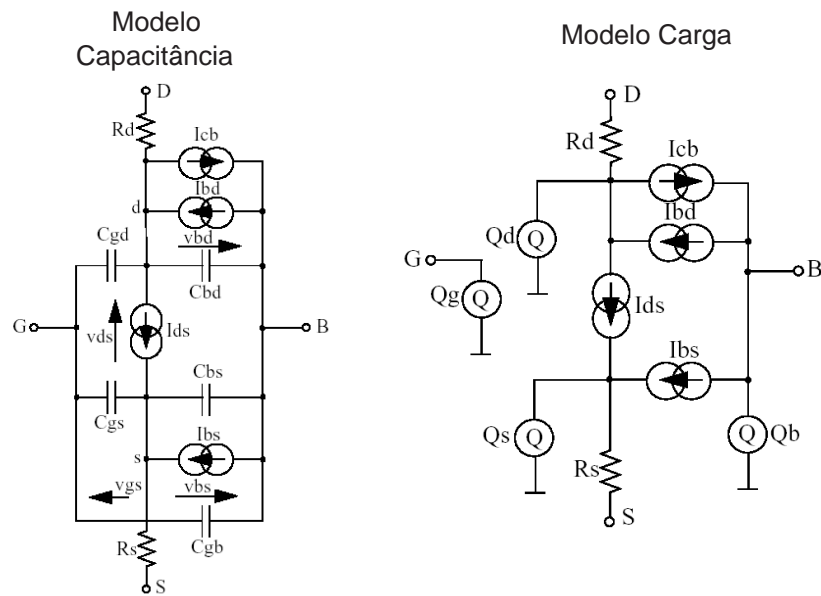 Modelo
Capacitância
D
Rd
Icb
Ibd
d
vbd
Cgd
Cbd
G
vds
Ids
B
Cbs
Cgs
Ibs
s
vgs
vbs
Rs
Cgb
S
Modelo Carga
D
Rd
Icb
Ibd
Qd
Q
G
B
Qg
Q
Ids
Ibs
Qs
Q
Q
Qb
Rs
S